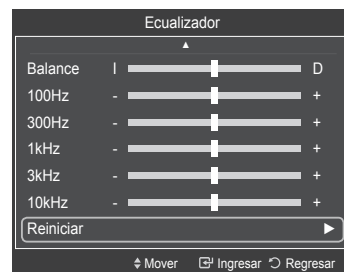 Ecualizador
▲
Balance I D
100Hz - +
300Hz - +
1kHz - +
3kHz - +
10kHz - +
Reiniciar ►
Mover Ingresar Regresar